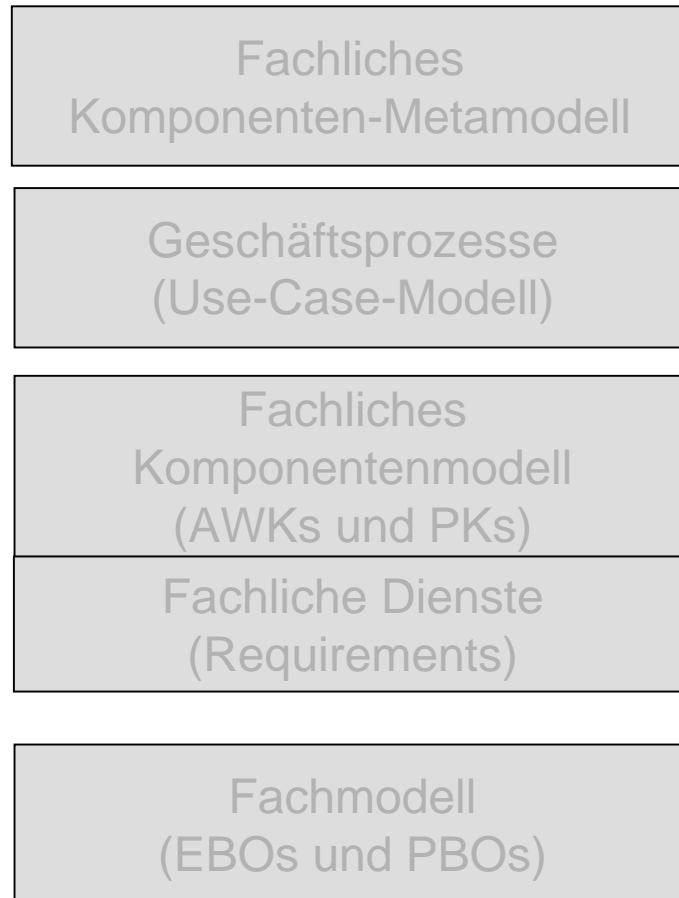 Fachliches
Komponenten-Metamodell
Geschäftsprozesse
(Use-Case-Modell)
Fachliches
Komponentenmodell
(AWKs und PKs)
Fachliche Dienste
(Requirements)
Fachmodell
(EBOs und PBOs)